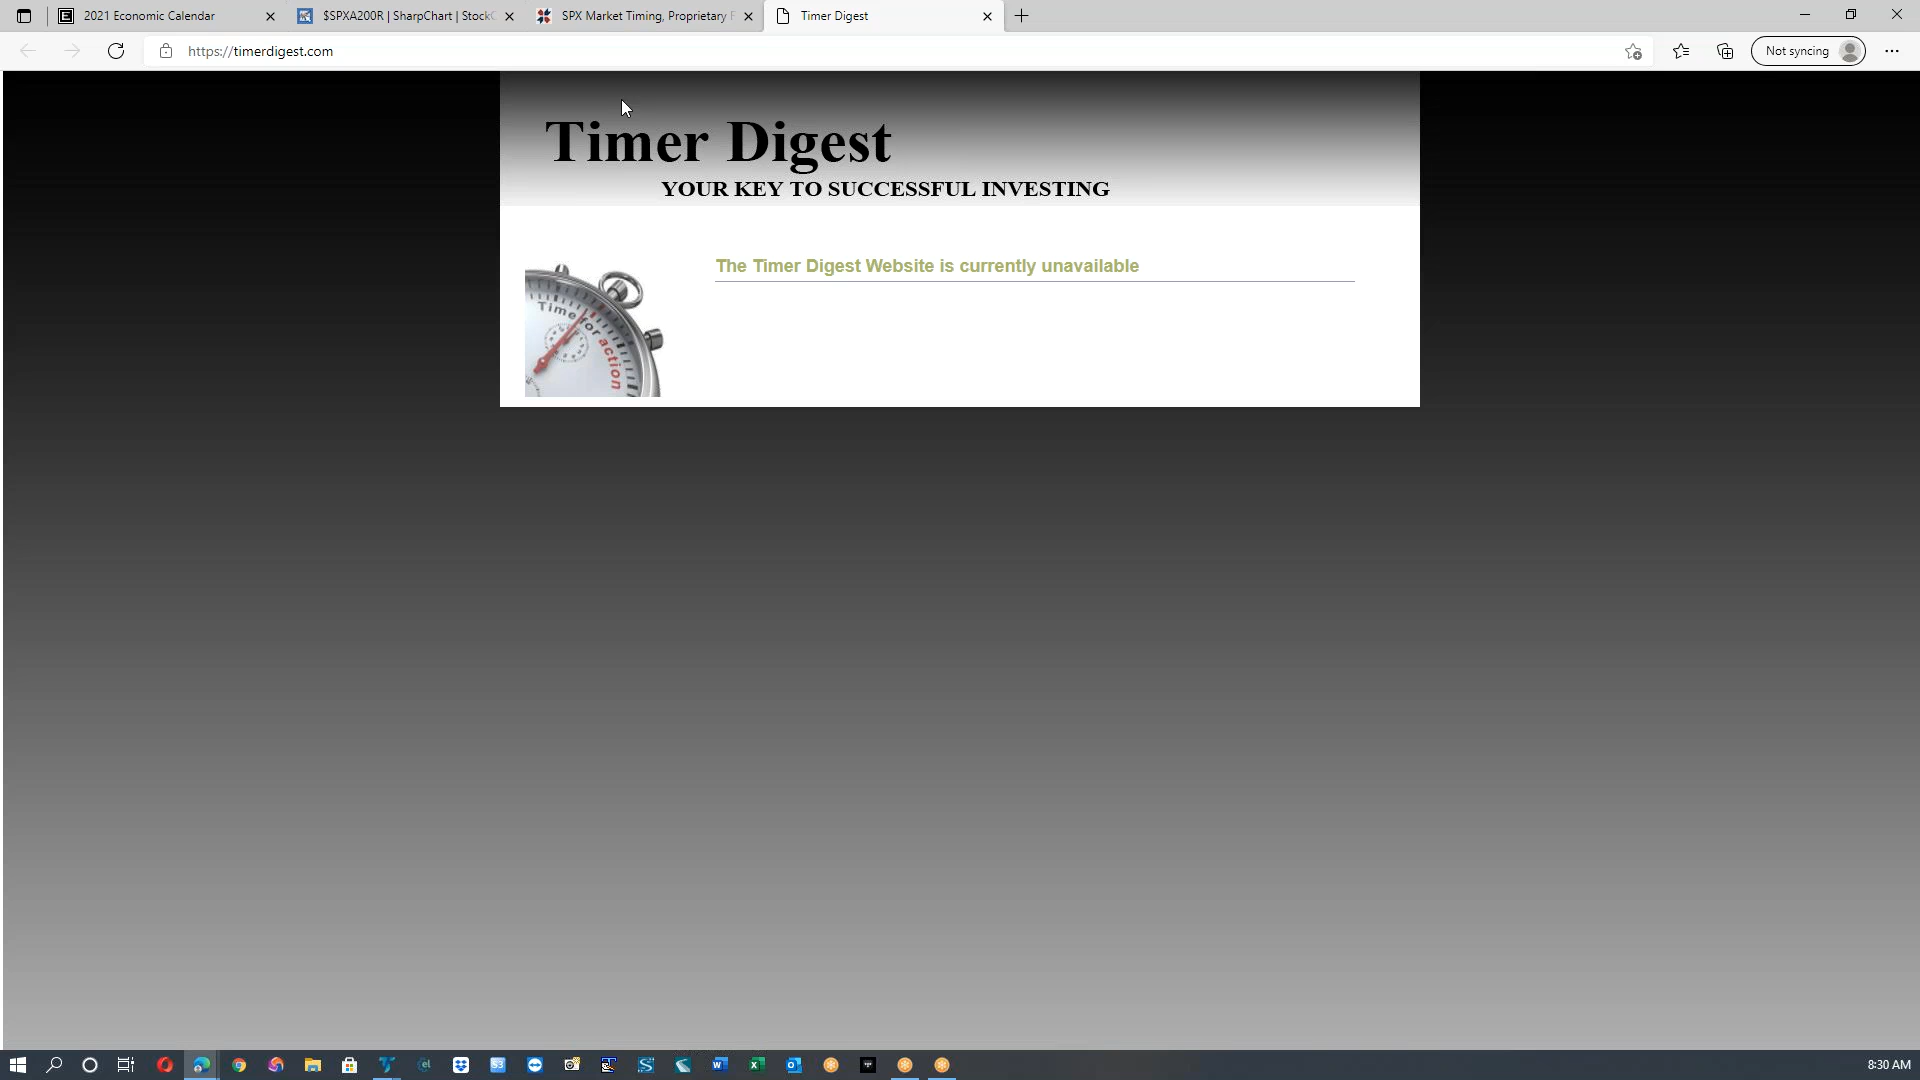 2021 Economic Calendar
$SPXA200R | SharpChart | StockC
SPX Market Timing, Proprietary F
Timer Digest
https://timerdigest.com
Not syncing
Timer Digest
YOUR KEY TO SUCCESSFUL INVESTING
The Timer Digest Website is currently unavailable
Time for action
8:30 AM